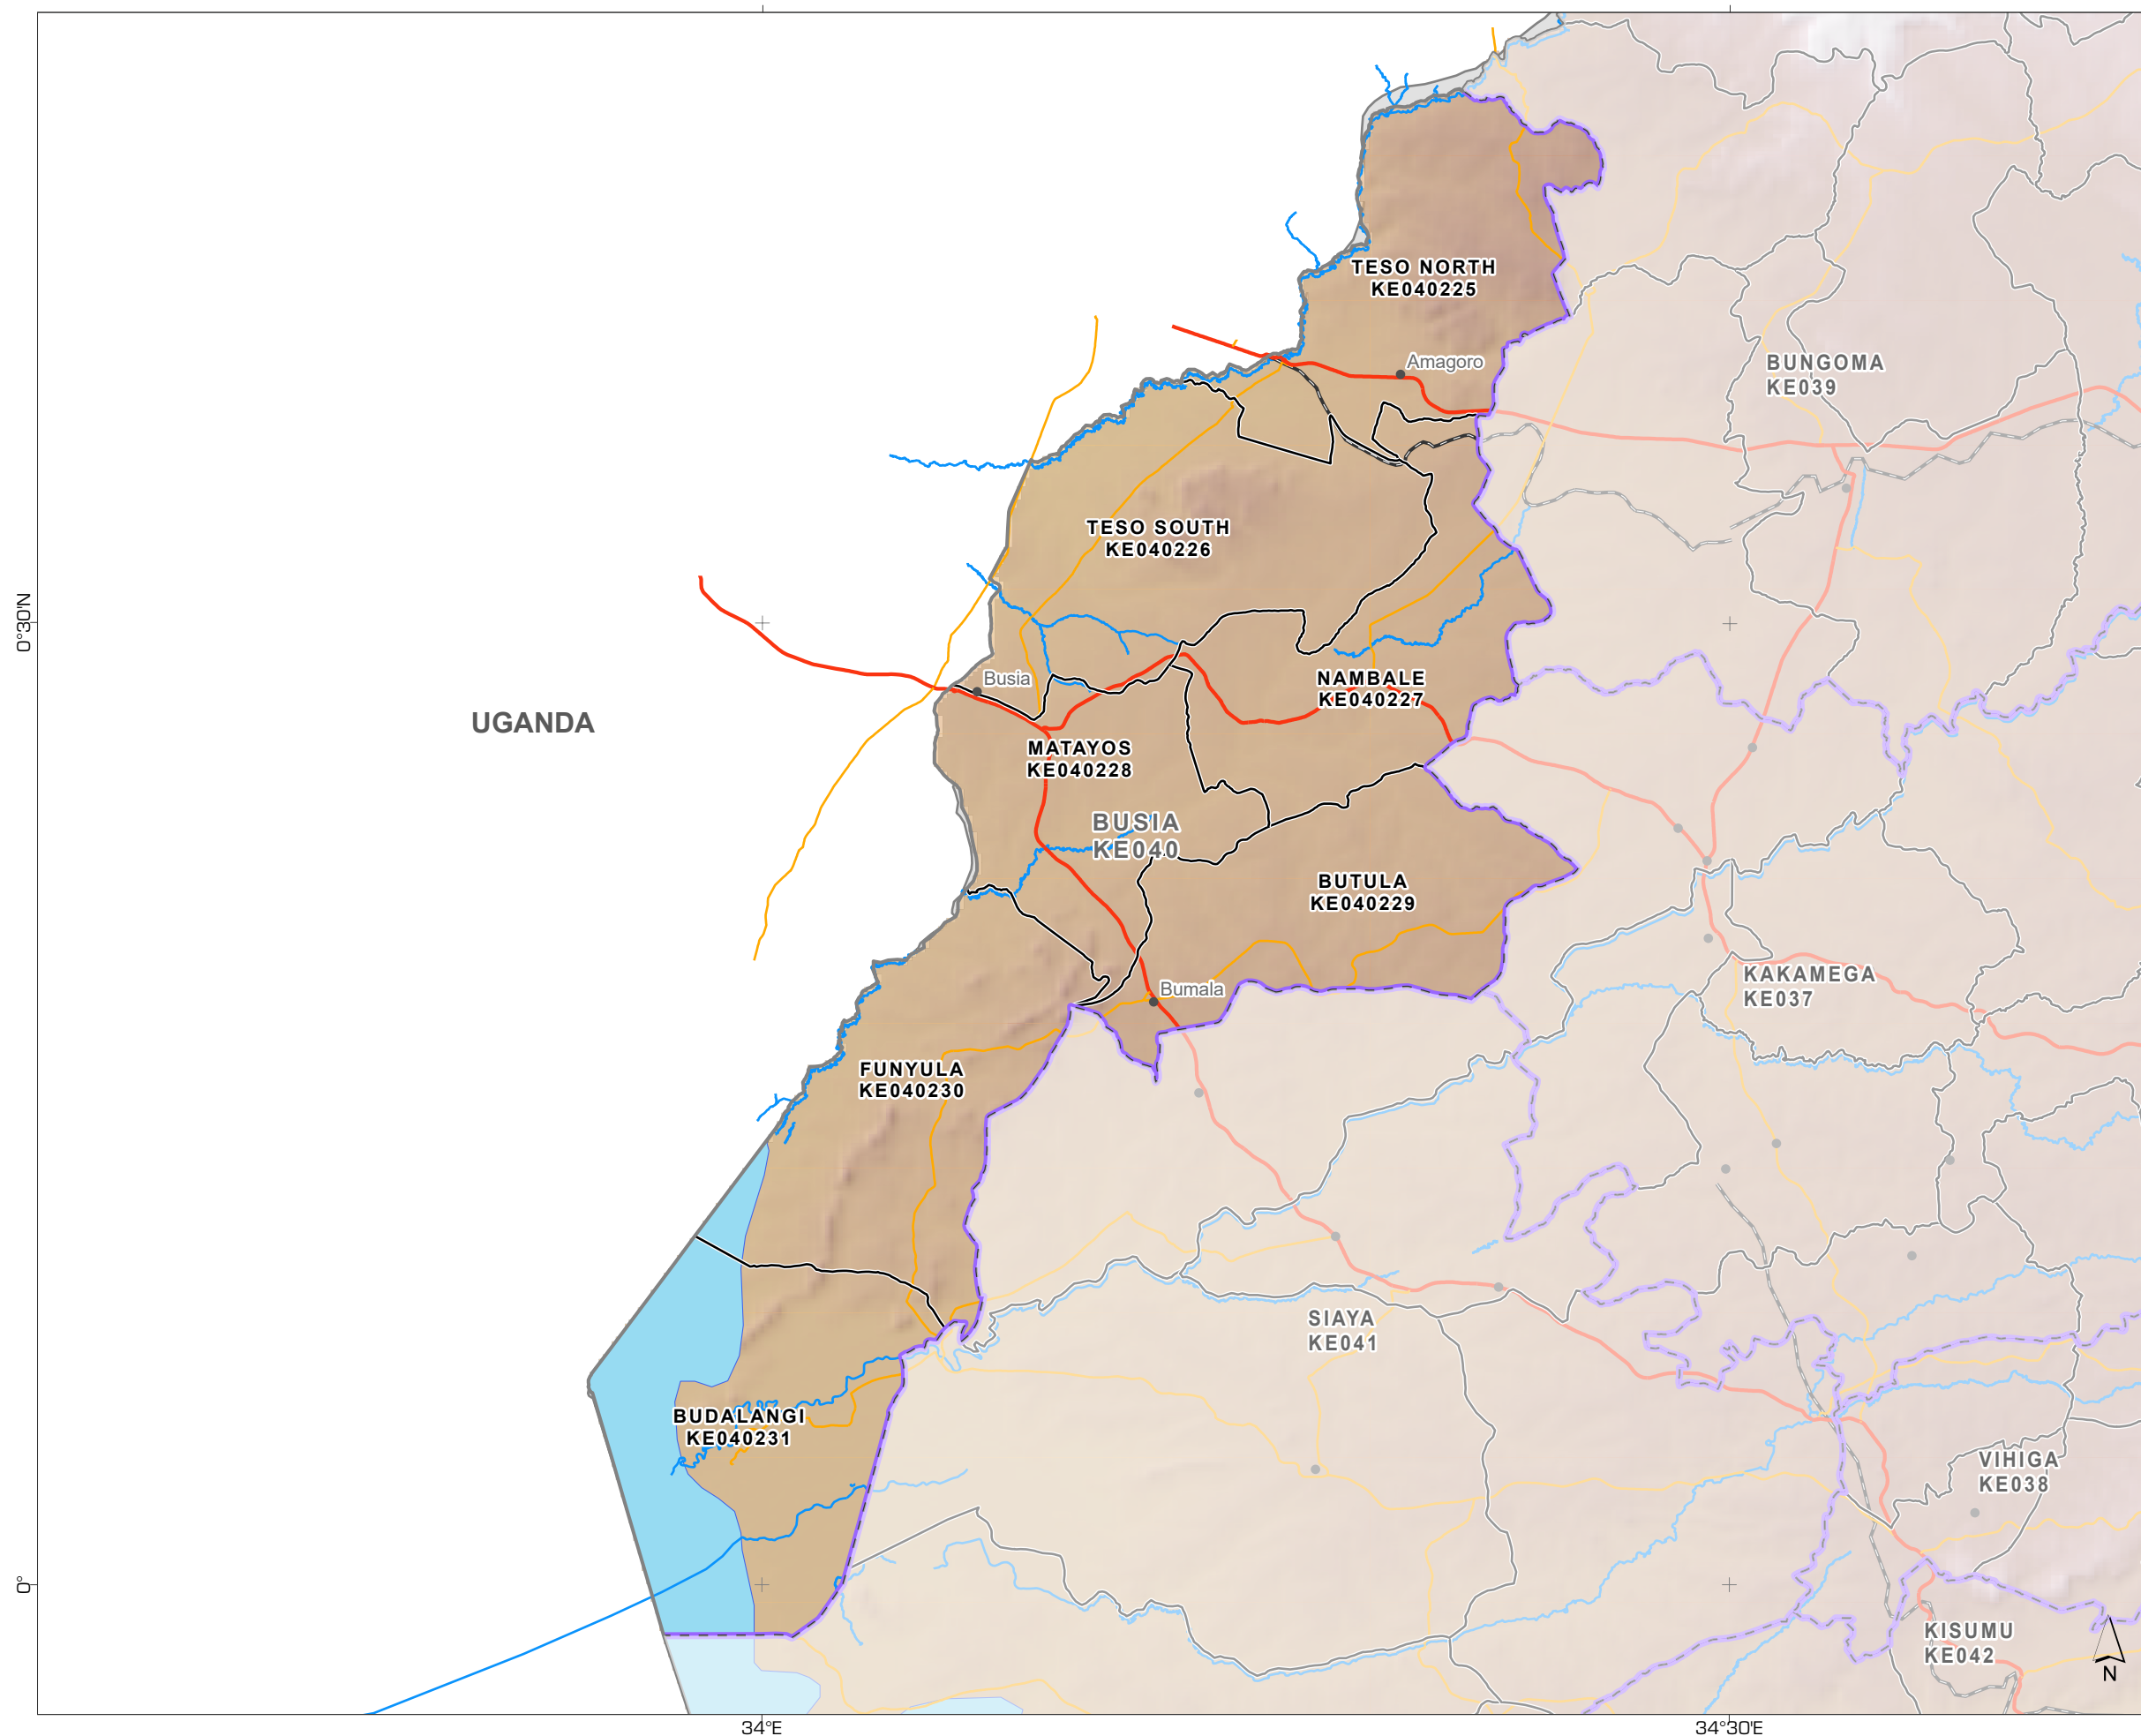 TESO NORTH
KE040225
Amagoro
BUNGOMA
KE039
TESO SOUTH
KE040226
0°30'N
Busia
NAMBALE
KE040227
UGANDA
MATAYOS
KE040228
BUSIA
KE040
BUTULA
KE040229
KAKAMEGA
KE037
Bumala
FUNYULA
KE040230
SIAYA
KE041
BUDALANGI
KE040231
VIHIGA
KE038
0°
KISUMU
KE042
N
34°E
34°30'E